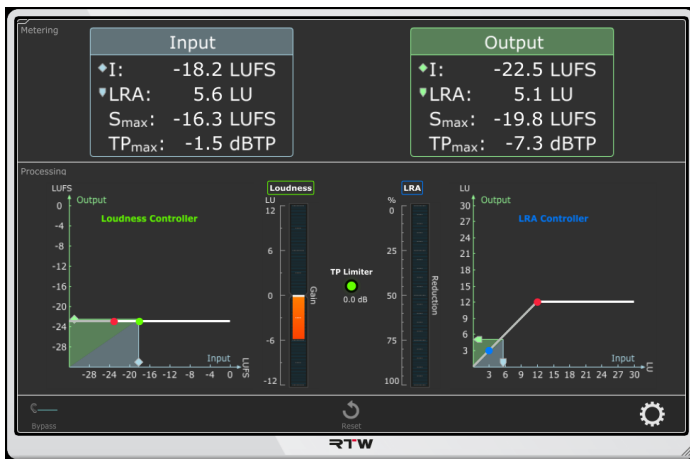 Metering
Input
I: -18.2 LUFS
LRA: 5.6 LU
Smax: -16.3 LUFS
TPmax: -1.5 dBTP
Output
I: -22.5 LUFS
LRA: 5.1 LU
Smax: -19.8 LUFS
TPmax: -7.3 dBTP
Processing
LUFS
Output
Loudness Controller
0
-4
-8
-12
-16
-20
-24
-28
Input
-28 -24 -20 -16 -12 -8 -4 0
LUFS
Loudness
LU
12
6
0
-6
-12
Gain
TP Limiter
0.0 dB
LRA
%
0
25
50
75
100
Reduction
LU
Output
LRA Controller
30
27
24
21
18
15
12
9
6
3
Input
3 6 9 12 15 18 21 24 27 30
LU
Bypass
Reset
RTW